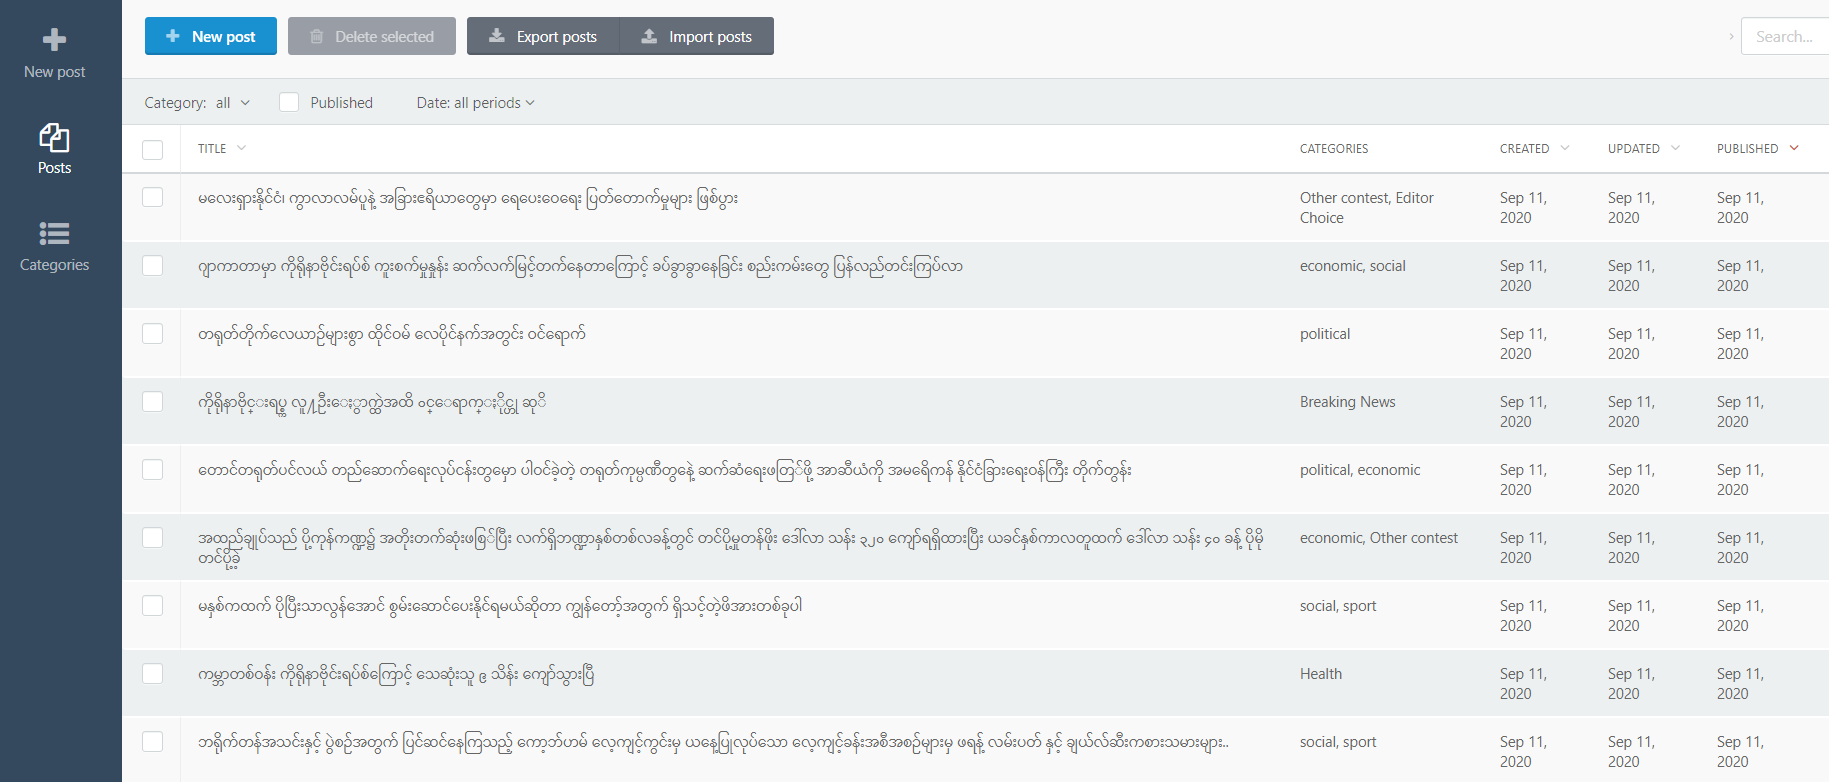 New post
Delete selected
Export posts
Import posts
Search...
New post
Posts
Categories
Category: all
Published
Date: all periods
TITLE
CATEGORIES
CREATED
UPDATED
PUBLISHED
မလေးရှားနိုင်ငံ၊ ကွာလာလမ်ပူနဲ့ အခြားဧရိယာတွေမှာ ရေပေးဝေရေး ပြတ်တောက်မှုများ ဖြစ်ပွား
Other contest, Editor
Choice
Sep 11,
2020
Sep 11,
2020
Sep 11,
2020
ဂျာကာတာမှာ ကိုရိုနာဗိုင်းရပ်စ် ကူးစက်မှုနှုန်း ဆက်လက်မြင့်တက်နေတာကြောင့် ခပ်ခွာခွာနေခြင်း စည်းကမ်းတွေ ပြန်လည်တင်းကြပ်လာ
economic, social
Sep 11,
2020
Sep 11,
2020
Sep 11,
2020
တရုတ်တိုက်လေယာဉ်များစွာ ထိုင်ဝမ် လေပိုင်နက်အတွင်း ဝင်ရောက်
political
Sep 11,
2020
Sep 11,
2020
Sep 11,
2020
Breaking News
Sep 11,
2020
Sep 11,
2020
Sep 11,
2020
တောင်တရုတ်ပင်လယ် တည်ဆောက်ရေးလုပ်ငန်းတွမှော ပါဝင်ခဲ့တဲ့ တရုတ်ကုမ္ပဏီတွနေဲ့ ဆက်ဆံရေးဖတြ်ဖို့ အာဆီယံကို အမရေိကန် နိုင်ငံခြားရေးဝန်ကြီး တိုက်တွန်း
political, economic
Sep 11,
2020
Sep 11,
2020
Sep 11,
2020
အထည်ချုပ်သည် ပို့ကုန်ကဏ္ဍ၌ အတိုးတက်ဆုံးဖစြ်ပြီး လက်ရှိဘဏ္ဍာနှစ်တစ်လခန့်တွင် တင်ပို့မှုတန်ဖိုး ဒေါ်လာ သန်း ၃၂၀ ကျော်ရရှိထားပြီး ယခင်နှစ်ကာလတူထက် ဒေါ်လာ သန်း ၄၀ ခန့် ပိုမို
တင်ပို့ခဲ့
economic, Other contest
Sep 11,
2020
Sep 11,
2020
Sep 11,
2020
မနှစ်ကထက် ပိုပြီးသာလွန်အောင် စွမ်းဆောင်ပေးနိုင်ရမယ်ဆိုတာ ကျွန်တော့်အတွက် ရှိသင့်တဲ့ဖိအားတစ်ခုပါ
social, sport
Sep 11,
2020
Sep 11,
2020
Sep 11,
2020
ကမ္ဘာတစ်ဝန်း ကိုရိုနာဗိုင်းရပ်စ်ကြောင့် သေဆုံးသူ ၉ သိန်း ကျော်သွားပြီ
Health
Sep 11,
2020
Sep 11,
2020
Sep 11,
2020
ဘရိုက်တန်အသင်းနှင့် ပွဲစဉ်အတွက် ပြင်ဆင်နေကြသည့် ကော့ဘ်ဟမ် လေ့ကျင့်ကွင်းမှ ယနေ့ပြုလုပ်သော လေ့ကျင့်ခန်းအစီအစဉ်များမှ ဖရန့် လမ်းပတ် နှင့် ချယ်လ်ဆီးကစားသမားများ..
social, sport
Sep 11,
2020
Sep 11,
2020
Sep 11,
2020